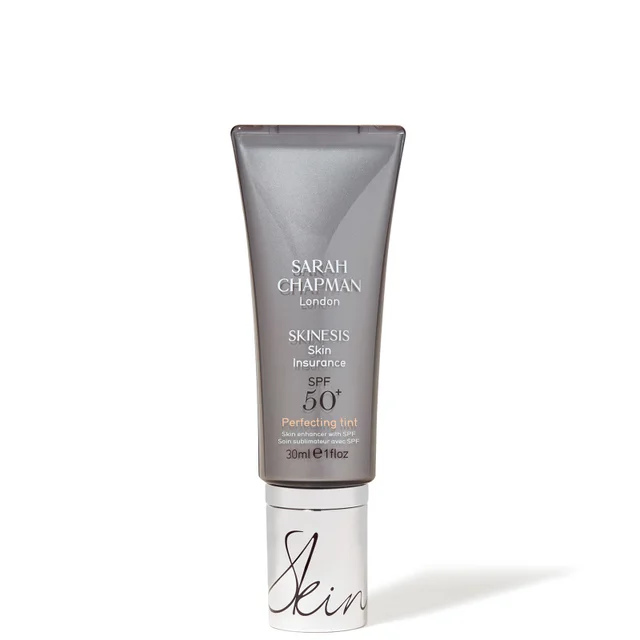 SARAH
CHAPMAN
London
SKINESIS
Skin
Insurance
SPF
50+
Perfecting tint
Skin enhancer with SPF
Soin sublimateur avec SPF
30ml e 1floz
Skin